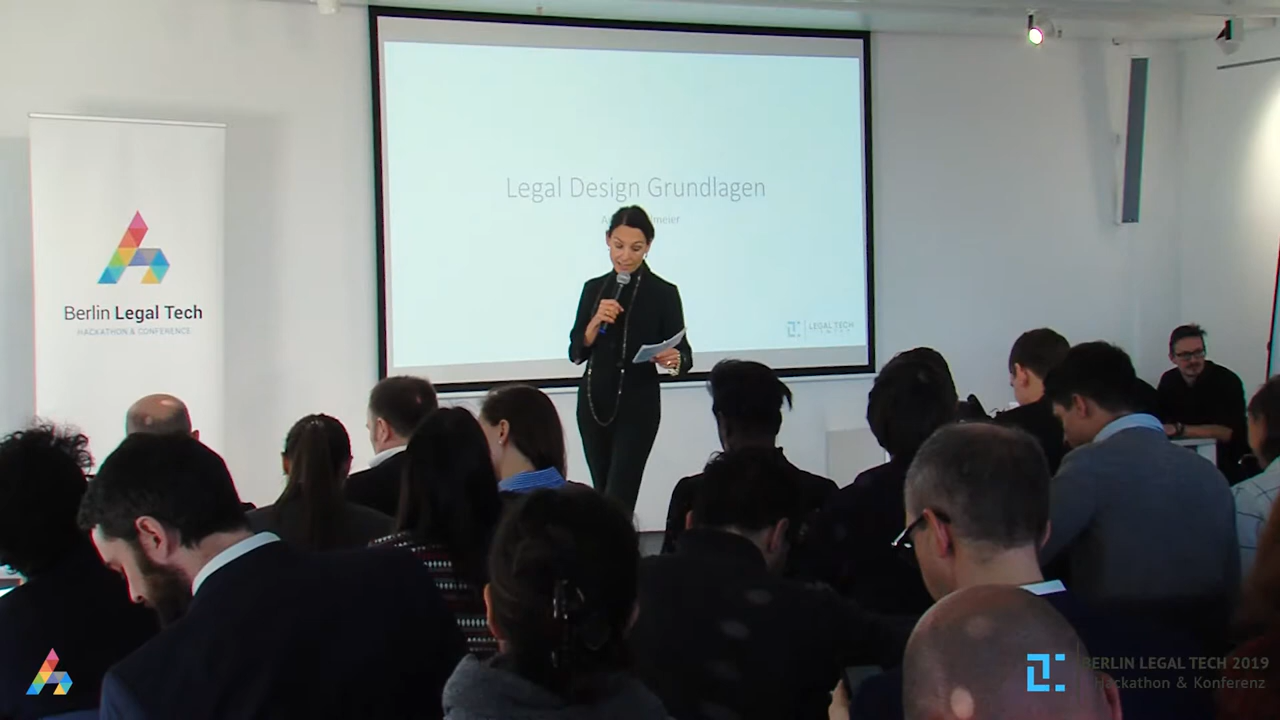 Legal Design Grundlagen
LEGAL TECH
Berlin Legal Tech
HACKATHON & CONFERENCE
BERLIN LEGAL TECH 2019
Hackathon & Konferenz